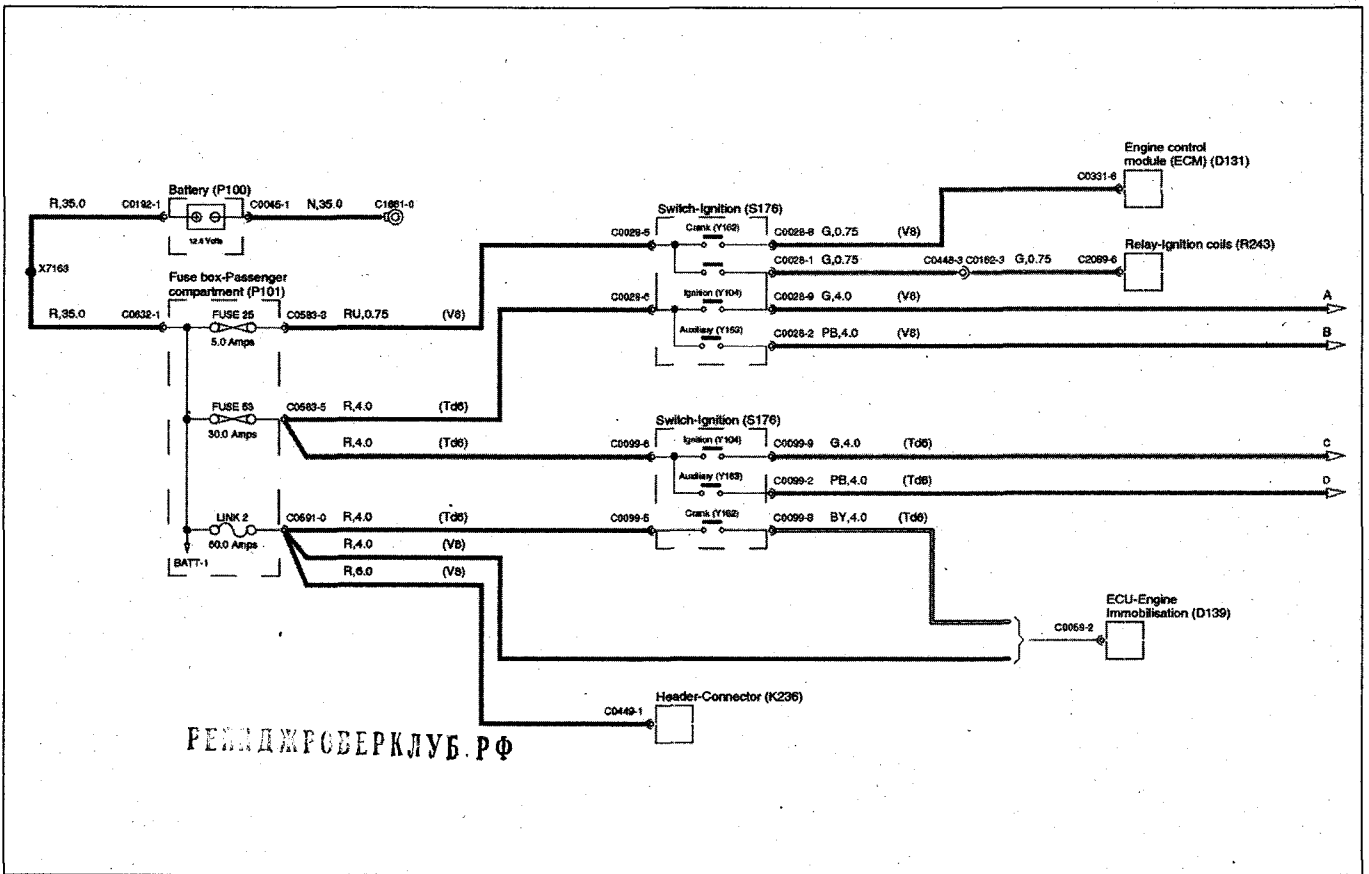 Engine control
module (ECM) (D131)
C0331-6
Battery (P100)
R,35.0 C0192-1 C0045-1 N,35.0 C1661-0
12.6 Volts
Switch-Ignition (S176)
Crank (Y162)
C0028-5 C0028-8 G,0.75 (V8)
Relay-Ignition coils (R243)
X7163
C0028-1 G,0.75 C0448-3 C0162-3 G,0.75 C2089-6
Fuse box-Passenger
compartment (P101)
Ignition (Y104)
C0028-6 C0028-9 G,4.0 (V8) A
R,35.0 C0632-1 FUSE 25 C0583-3 RU,0.75 (V8)
5.0 Amps
Auxiliary (Y163)
C0028-2 PB,4.0 (V8) B
FUSE 53 C0583-5 R,4.0 (Td6)
30.0 Amps
Switch-Ignition (S176)
R,4.0 (Td6) C0099-6 Ignition (Y104) C0099-9 G,4.0 (Td6) C
Auxiliary (Y163)
C0099-2 PB,4.0 (Td6) D
LINK 2 C0591-0 R,4.0 (Td6) C0099-5 Crank (Y162) C0099-8 BY,4.0 (Td6)
60.0 Amps
R,4.0 (V8)
BATT-1
R,6.0 (V8)
ECU-Engine
Immobilisation (D139)
C0059-2
Header-Connector (K236)
C0449-1
РЕЙНДЖРОВЕРКЛУБ.РФ